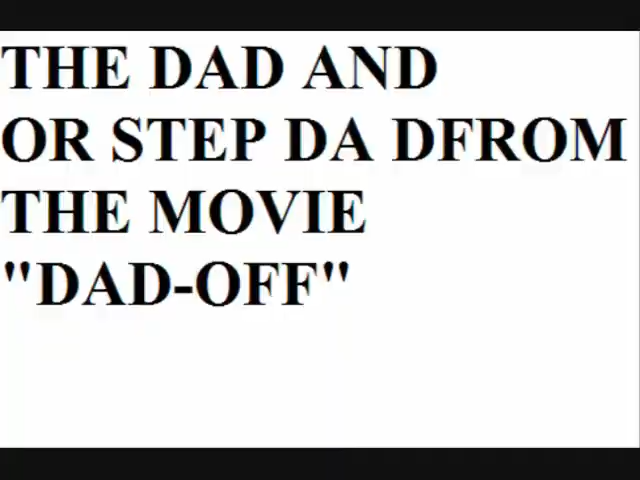 THE DAD AND
OR STEP DA DFROM
THE MOVIE
"DAD-OFF"